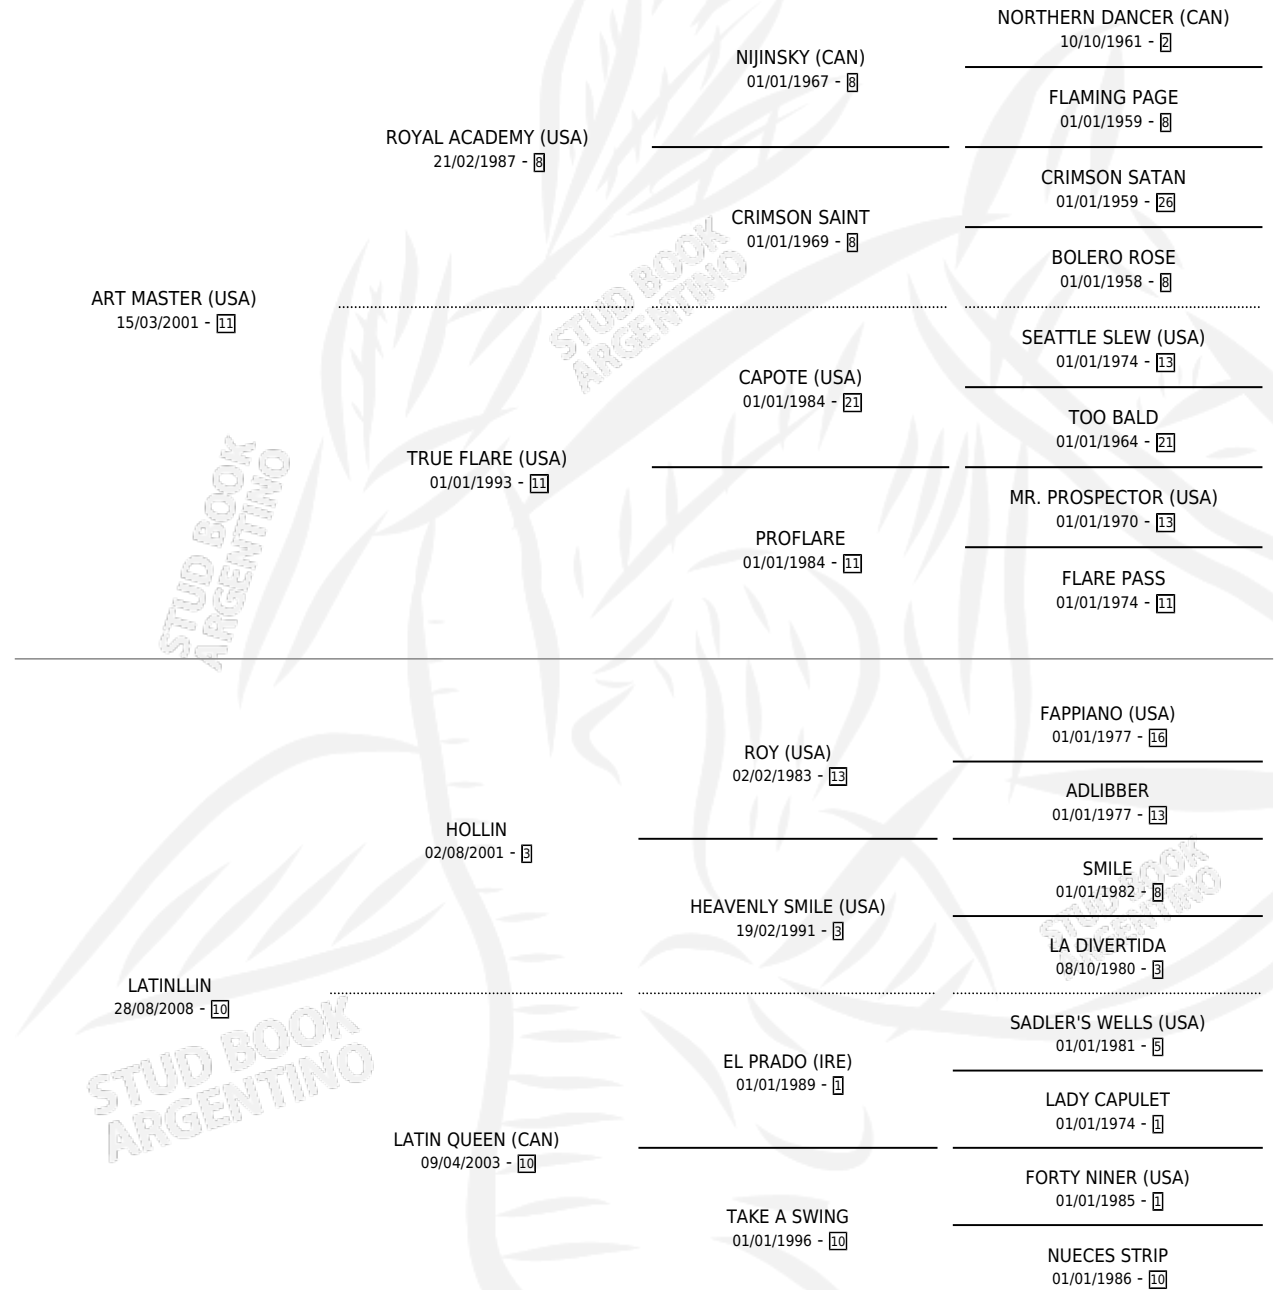 NORTHERN DANCER (CAN)
10/10/1961 - 2
NIJINSKY (CAN)
01/01/1967 - 8
FLAMING PAGE
01/01/1959 - 8
ROYAL ACADEMY (USA)
21/02/1987 - 8
CRIMSON SATAN
01/01/1959 - 26
CRIMSON SAINT
01/01/1969 - 8
BOLERO ROSE
01/01/1958 - 8
ART MASTER (USA)
15/03/2001 - 11
SEATTLE SLEW (USA)
01/01/1974 - 13
CAPOTE (USA)
01/01/1984 - 21
TOO BALD
01/01/1964 - 21
TRUE FLARE (USA)
01/01/1993 - 11
MR. PROSPECTOR (USA)
01/01/1970 - 13
PROFLARE
01/01/1984 - 11
FLARE PASS
01/01/1974 - 11
FAPPIANO (USA)
01/01/1977 - 16
ROY (USA)
02/02/1983 - 13
ADLIBBER
01/01/1977 - 13
HOLLIN
02/08/2001 - 3
SMILE
01/01/1982 - 8
HEAVENLY SMILE (USA)
19/02/1991 - 3
LA DIVERTIDA
08/10/1980 - 3
LATINLLIN
28/08/2008 - 10
SADLER'S WELLS (USA)
01/01/1981 - 5
EL PRADO (IRE)
01/01/1989 - 1
LADY CAPULET
01/01/1974 - 1
LATIN QUEEN (CAN)
09/04/2003 - 10
FORTY NINER (USA)
01/01/1985 - 1
TAKE A SWING
01/01/1996 - 10
NUECES STRIP
01/01/1986 - 10
STUD BOOK
ARGENTINO
STUD BOOK
ARGENTINO
STUD BOOK
ARGENTINO
STUD BOOK
ARGENTINO